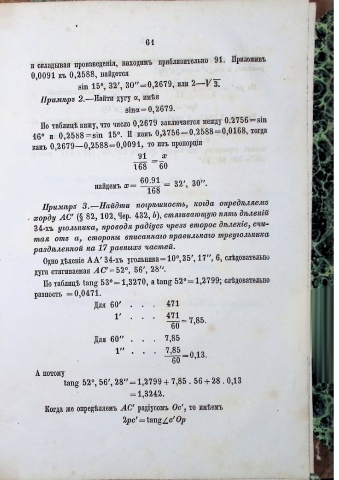 61
и складывая произведенія, находимъ приблизительно 91. Приложивъ
0,0091 къ 0,2588, найдется
sin 15°, 32′, 30″=0,2679, или 2—√3.
Примѣръ 2.—Найти дугу α, имѣя
sinα=0,2679.
По таблицѣ вижу, что число 0,2679 заключается между 0.2756=sin
16° и 0,2588=sin 15°. И какъ 0,2756—0.2588=0,0168, тогда
какъ 0,2679—0,2588=0,0091, то изъ пропорціи
91/168 = x/60
найдемъ x= 60.91/168 = 32′, 30″.
Примѣръ 3.—Найдти погрѣшность, когда опредѣляемъ
хорду AC′ (§ 82, 103, Чер. 432, b), стягивающую пять дѣленій
34-хъ угольника, проводя радіусъ чрезъ второе дѣленіе, счи-
тая отъ a, стороны вписаннаго правильнаго треугольника
раздѣленной на 17 равныхъ частей.
Одно дѣленіе AA′ 34-хъ угольника=10°,35′,17″, 6, слѣдовательно
дуга стягиваемая AC′=52°, 56′, 28″.
По таблицѣ tang 53°=1,3270, а tang 52°=1,2799; слѣдовательно
разность =0,0471.
Для 60′ . . . 471
1′ . . . 471/60=7,85.
Для 60″ . . . 7,85
1″ . . . 7,85/60=0,13.
А потому
tang 52°, 56′, 28″=1,2799+7,85 . 56+28 . 0,13
=1,3242.
Когда же опредѣляемъ AC′ радіусомъ Oc′, то имѣемъ
2pc′=tang∠c′Op